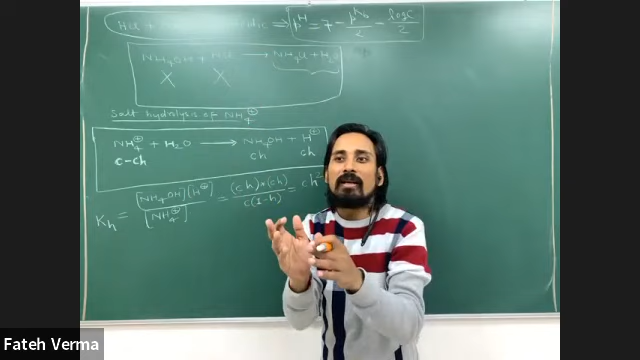 HCl + ⇒ pH = 7 - pKb/2 - logC/2
NH4OH + HCl → NH4Cl + H2O
X X
Salt hydrolysis of NH4⊕
NH4⊕ + H2O → NH4OH + H⊕
c-ch ch ch
Kh = [NH4OH][H⊕]/[NH4⊕] = (ch)×(ch)/c(1-h) = ch²
Fateh Verma